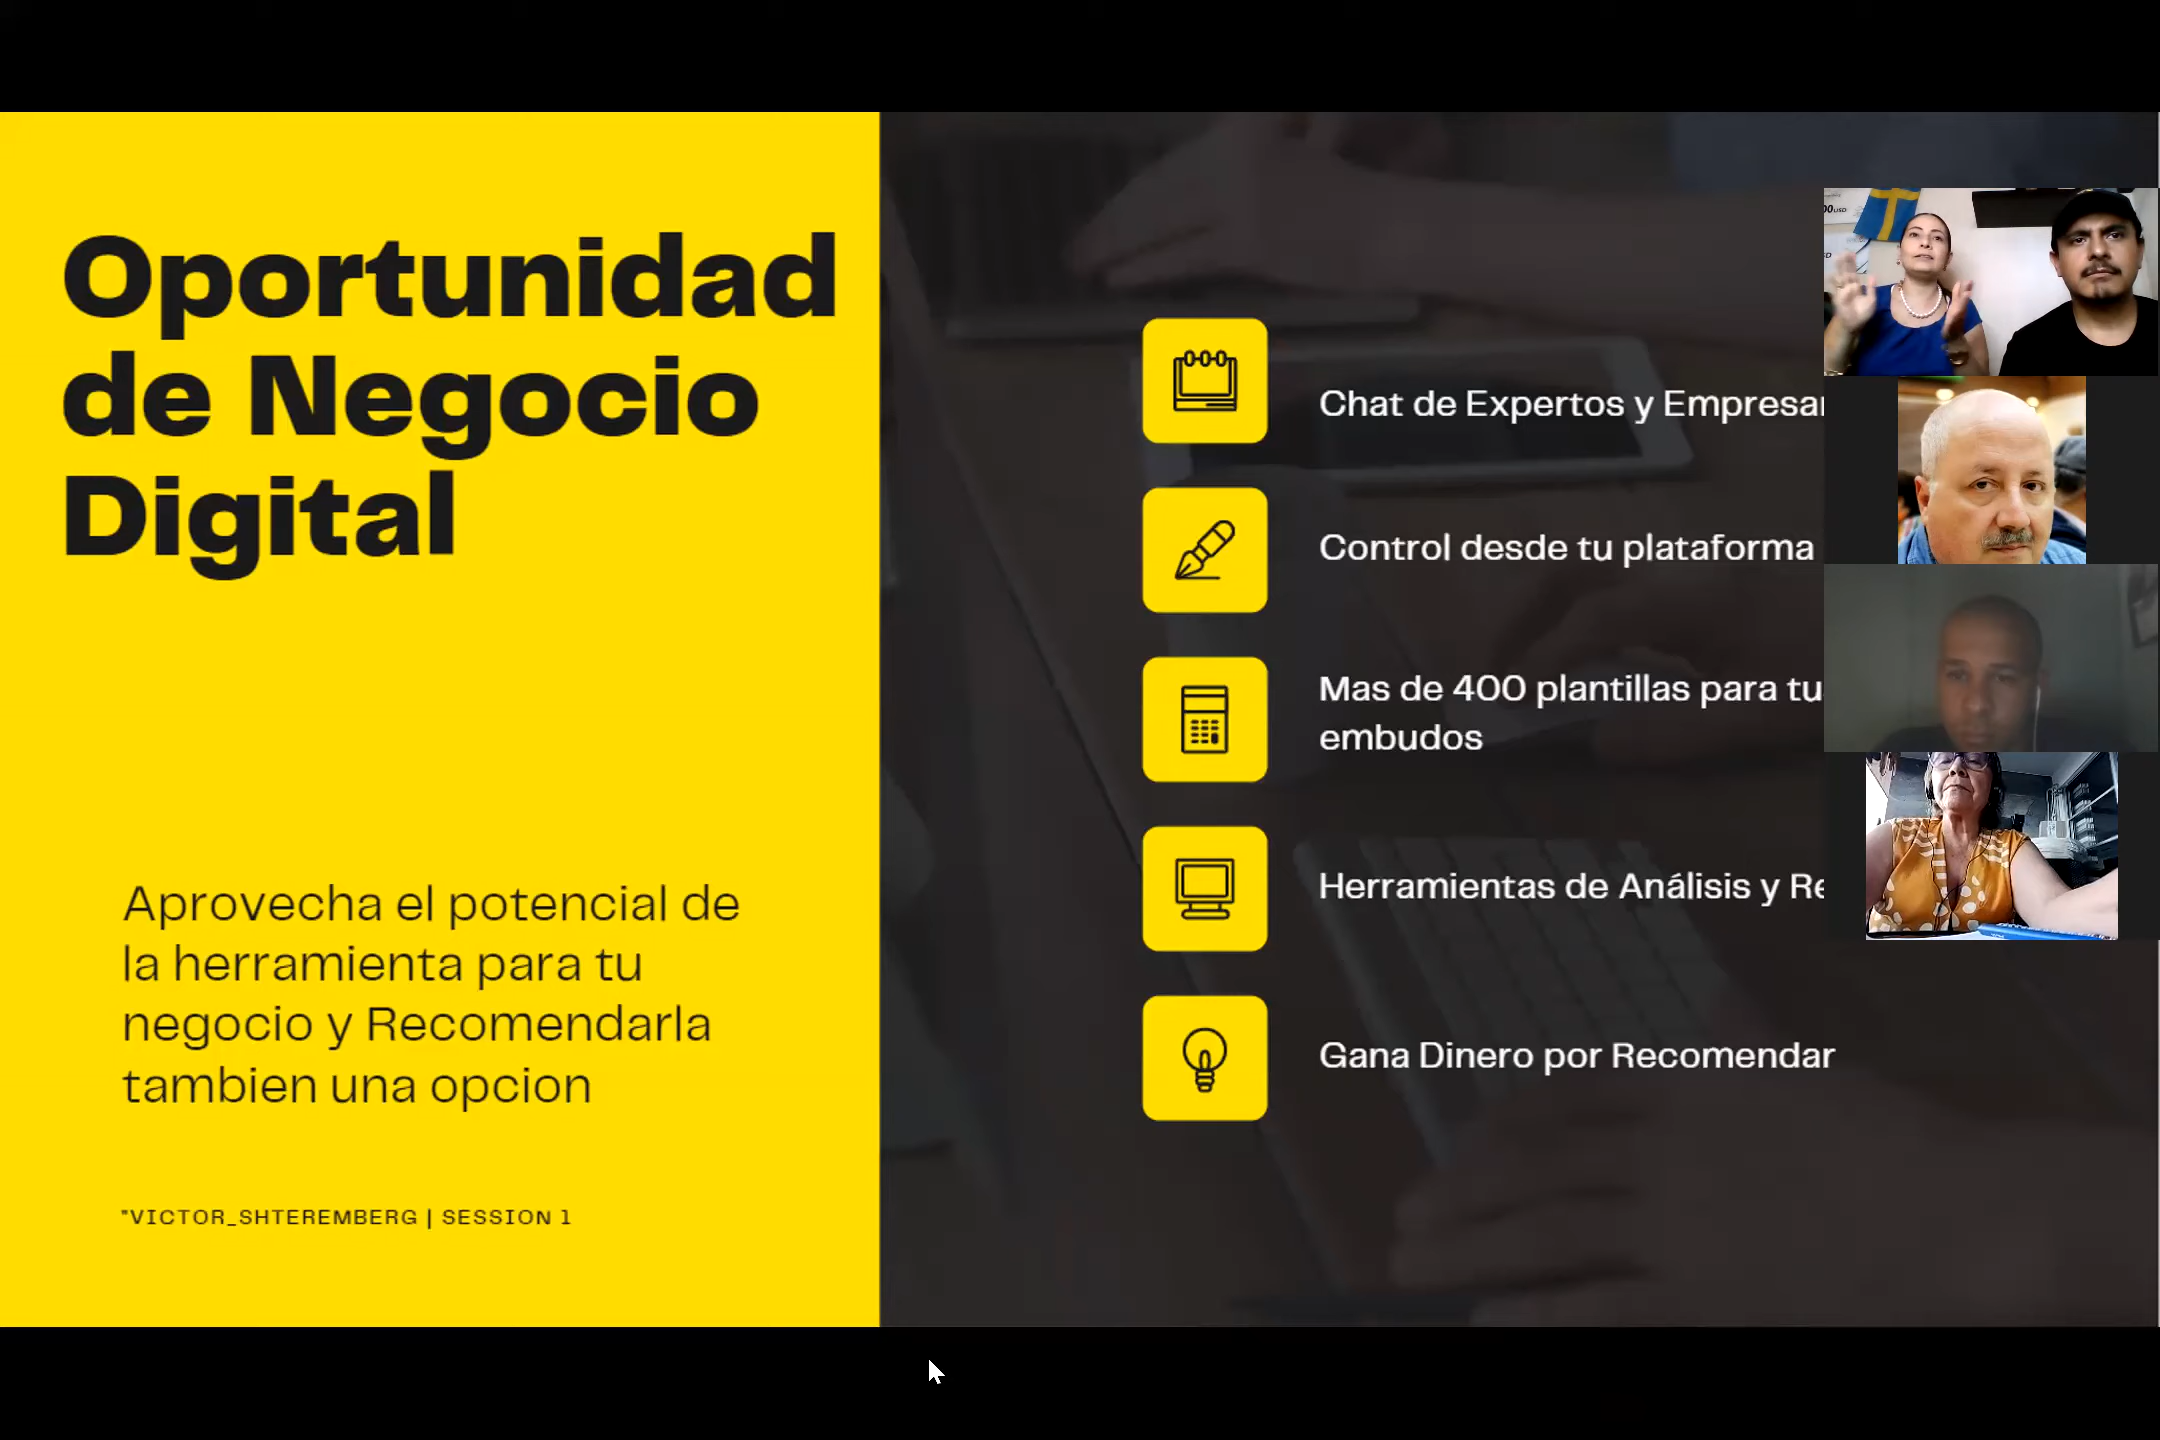 Oportunidad
de Negocio
Digital
Aprovecha el potencial de
la herramienta para tu
negocio y Recomendarla
tambien una opcion
"VICTOR_SHTEREMBERG | SESSION 1
Chat de Expertos y
Control desde tu plataforma
Mas de 400 plantillas para
embudos
Herramientas de Análisis y
Gana Dinero por Recomendar